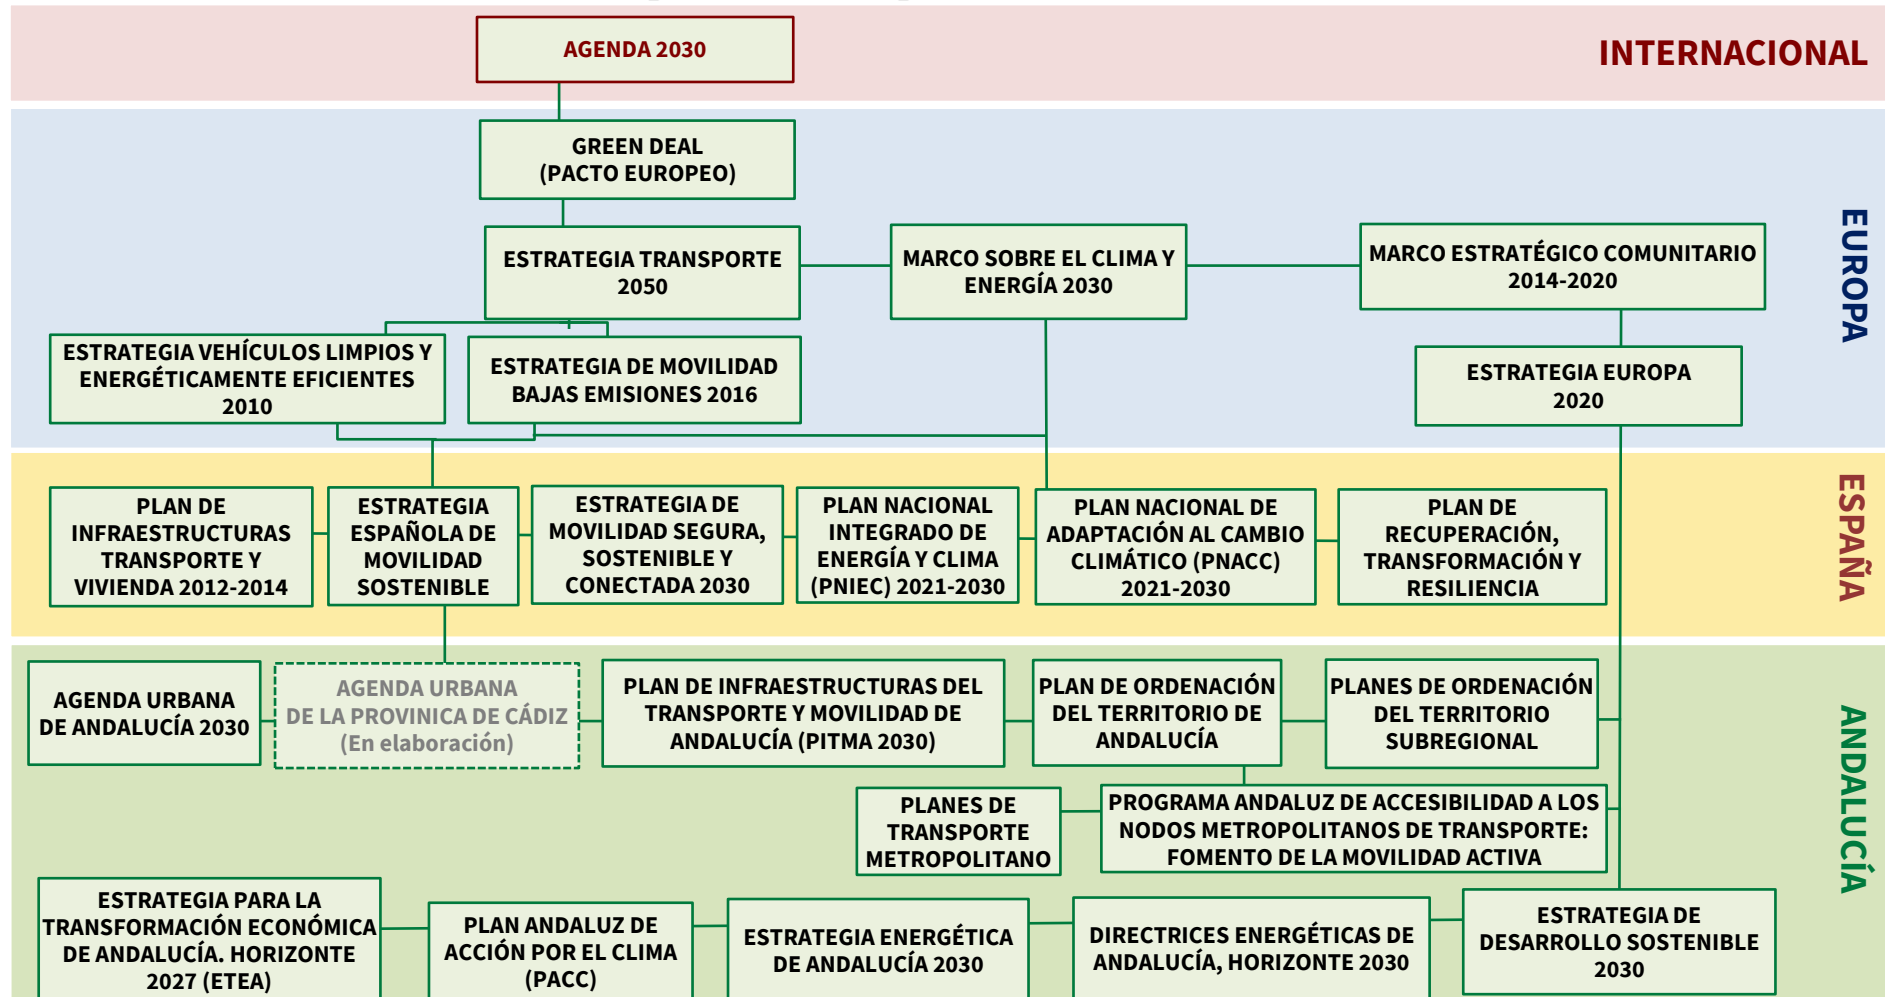 AGENDA 2030
INTERNACIONAL
GREEN DEAL
(PACTO EUROPEO)
ESTRATEGIA TRANSPORTE
2050
MARCO SOBRE EL CLIMA Y
ENERGÍA 2030
MARCO ESTRATÉGICO COMUNITARIO
2014-2020
EUROPA
ESTRATEGIA VEHÍCULOS LIMPIOS Y
ENERGÉTICAMENTE EFICIENTES
2010
ESTRATEGIA DE MOVILIDAD
BAJAS EMISIONES 2016
ESTRATEGIA EUROPA
2020
PLAN DE
INFRAESTRUCTURAS
TRANSPORTE Y
VIVIENDA 2012-2014
ESTRATEGIA
ESPAÑOLA DE
MOVILIDAD
SOSTENIBLE
ESTRATEGIA DE
MOVILIDAD SEGURA,
SOSTENIBLE Y
CONECTADA 2030
PLAN NACIONAL
INTEGRADO DE
ENERGÍA Y CLIMA
(PNIEC) 2021-2030
PLAN NACIONAL DE
ADAPTACIÓN AL CAMBIO
CLIMÁTICO (PNACC)
2021-2030
PLAN DE
RECUPERACIÓN,
TRANSFORMACIÓN Y
RESILIENCIA
ESPAÑA
AGENDA URBANA
DE ANDALUCÍA 2030
AGENDA URBANA
DE LA PROVINICA DE CÁDIZ
(En elaboración)
PLAN DE INFRAESTRUCTURAS DEL
TRANSPORTE Y MOVILIDAD DE
ANDALUCÍA (PITMA 2030)
PLAN DE ORDENACIÓN
DEL TERRITORIO DE
ANDALUCÍA
PLANES DE ORDENACIÓN
DEL TERRITORIO
SUBREGIONAL
ANDALUCÍA
PLANES DE
TRANSPORTE
METROPOLITANO
PROGRAMA ANDALUZ DE ACCESIBILIDAD A LOS
NODOS METROPOLITANOS DE TRANSPORTE:
FOMENTO DE LA MOVILIDAD ACTIVA
ESTRATEGIA PARA LA
TRANSFORMACIÓN ECONÓMICA
DE ANDALUCÍA. HORIZONTE
2027 (ETEA)
PLAN ANDALUZ DE
ACCIÓN POR EL CLIMA
(PACC)
ESTRATEGIA ENERGÉTICA
DE ANDALUCÍA 2030
DIRECTRICES ENERGÉTICAS DE
ANDALUCÍA, HORIZONTE 2030
ESTRATEGIA DE
DESARROLLO SOSTENIBLE
2030